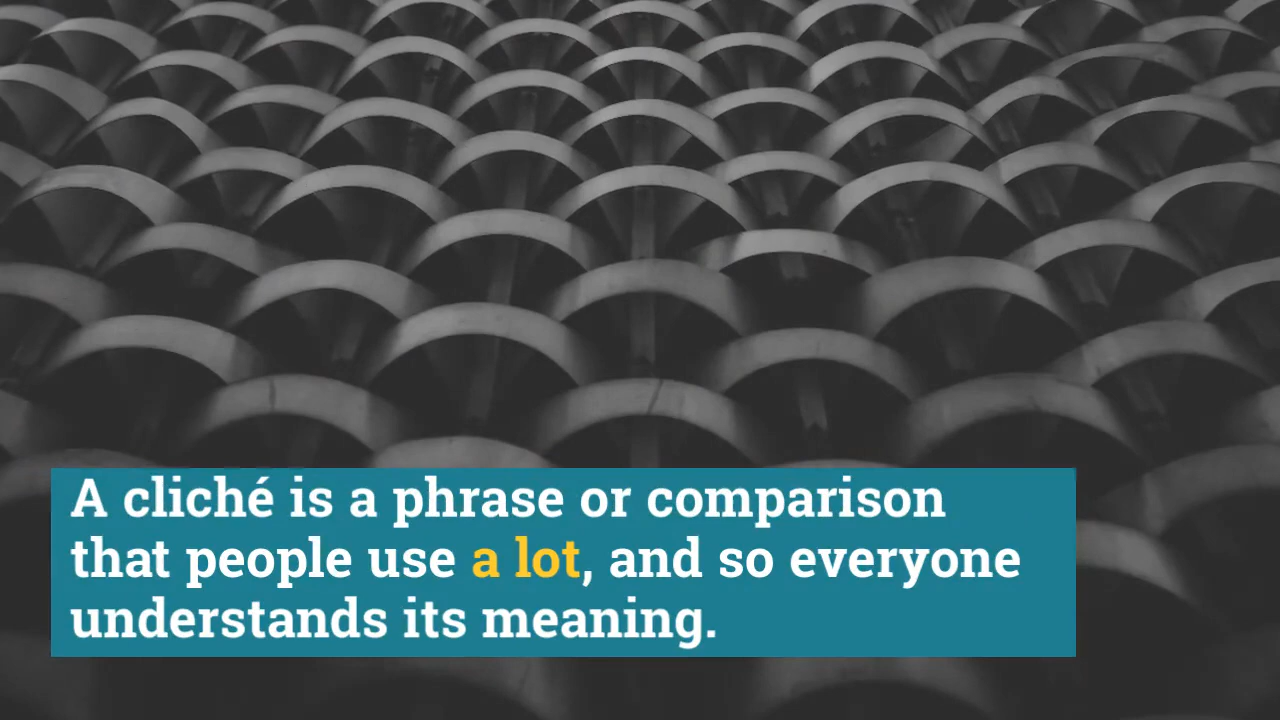 A cliché is a phrase or comparison
that people use a lot, and so everyone
understands its meaning.